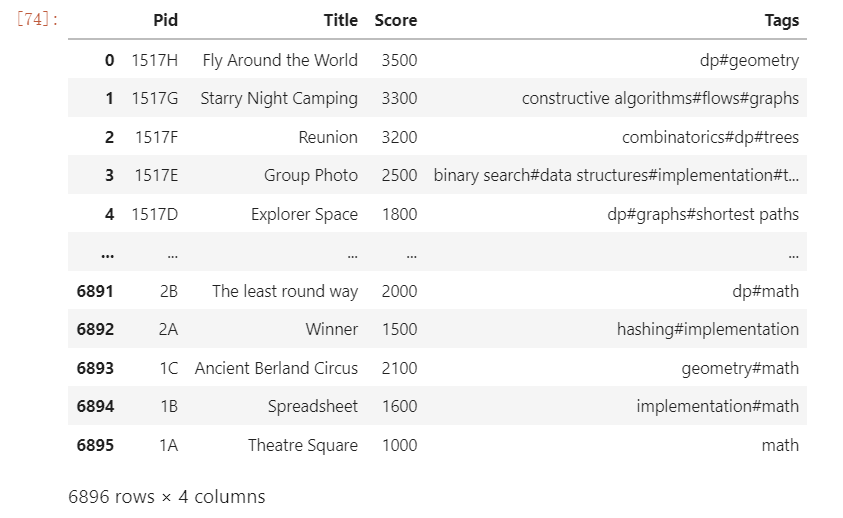 [74]: Pid Title Score Tags
0 1517H Fly Around the World 3500 dp#geometry
1 1517G Starry Night Camping 3300 constructive algorithms#flows#graphs
2 1517F Reunion 3200 combinatorics#dp#trees
3 1517E Group Photo 2500 binary search#data structures#implementation#t...
4 1517D Explorer Space 1800 dp#graphs#shortest paths
... ... ... ... ...
6891 2B The least round way 2000 dp#math
6892 2A Winner 1500 hashing#implementation
6893 1C Ancient Berland Circus 2100 geometry#math
6894 1B Spreadsheet 1600 implementation#math
6895 1A Theatre Square 1000 math
6896 rows × 4 columns